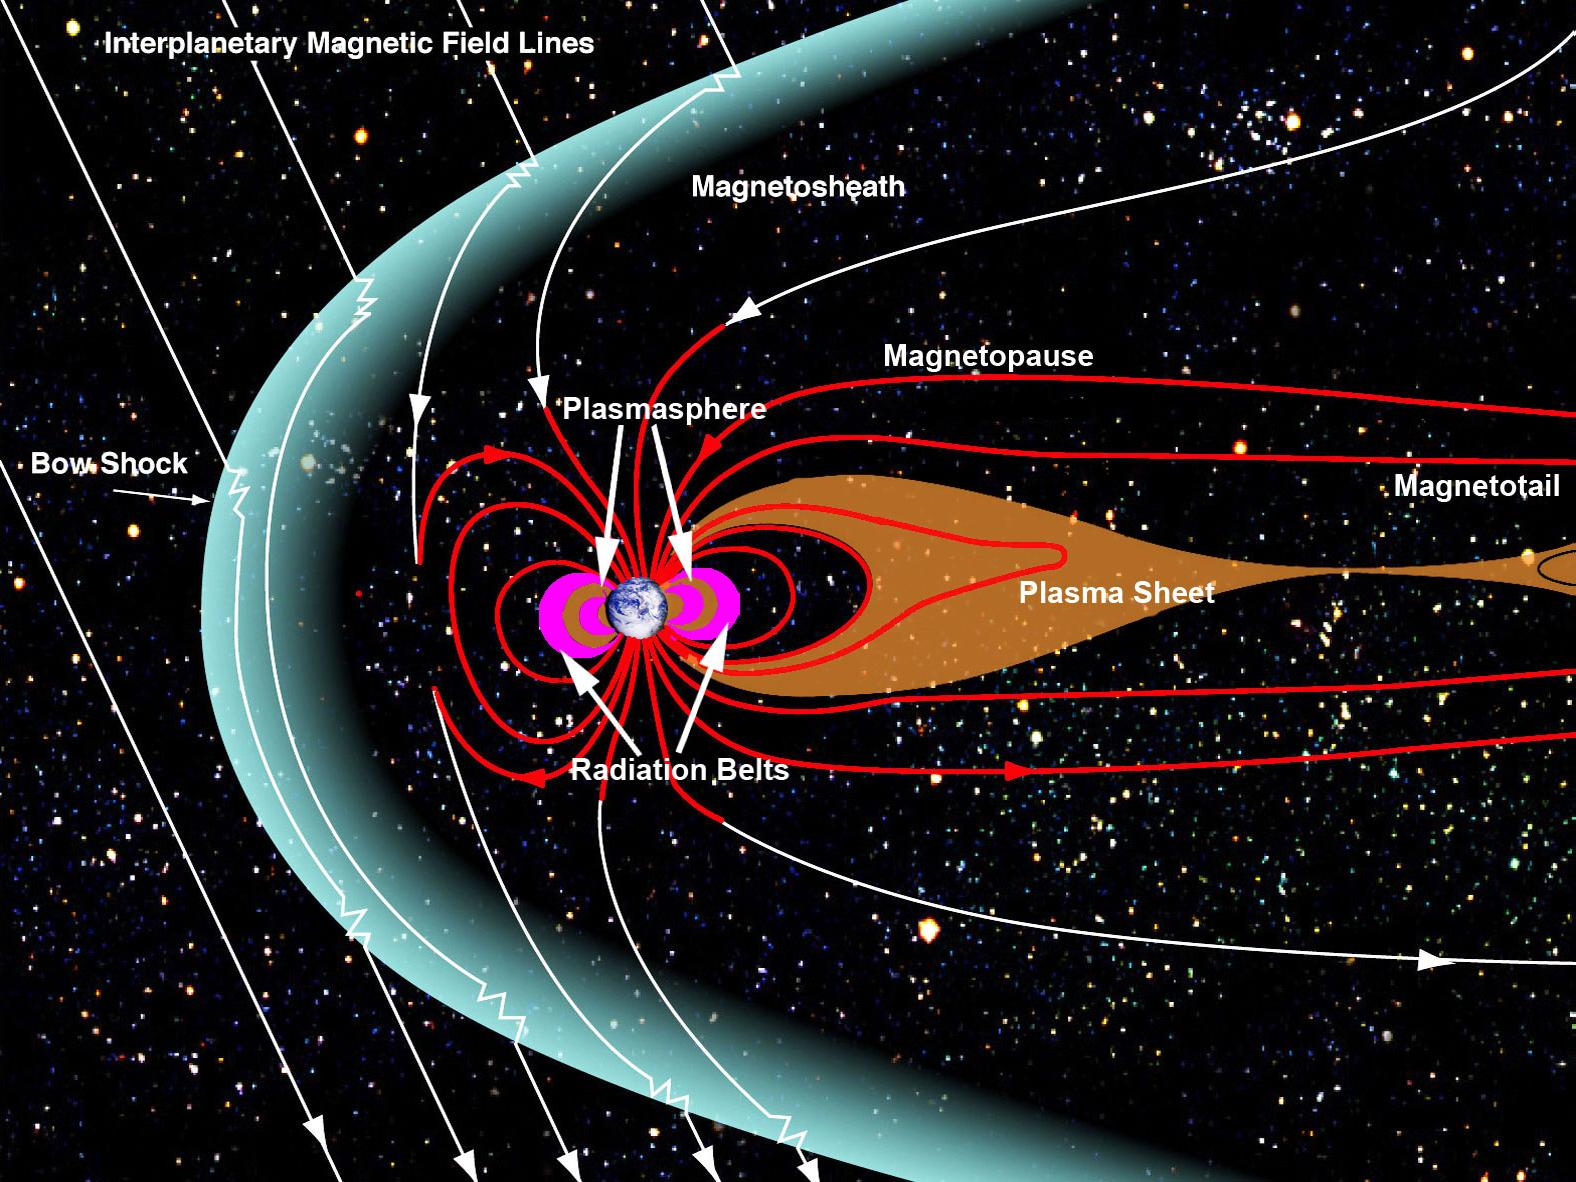 Interplanetary Magnetic Field Lines
Magnetosheath
Magnetopause
Plasmasphere
Bow Shock
Magnetotail
Plasma Sheet
Radiation Belts